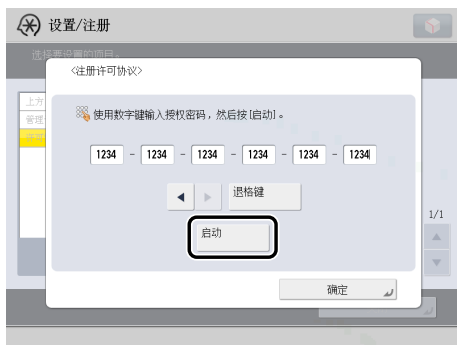 设置/注册
选择要设置的项目。
<注册许可协议>
上方
管理
许可
使用数字键输入授权密码，然后按[启动]。
1234 - 1234 - 1234 - 1234 - 1234 - 1234
◀ ▶ 退格键
启动
1/1
▲
▼
确定